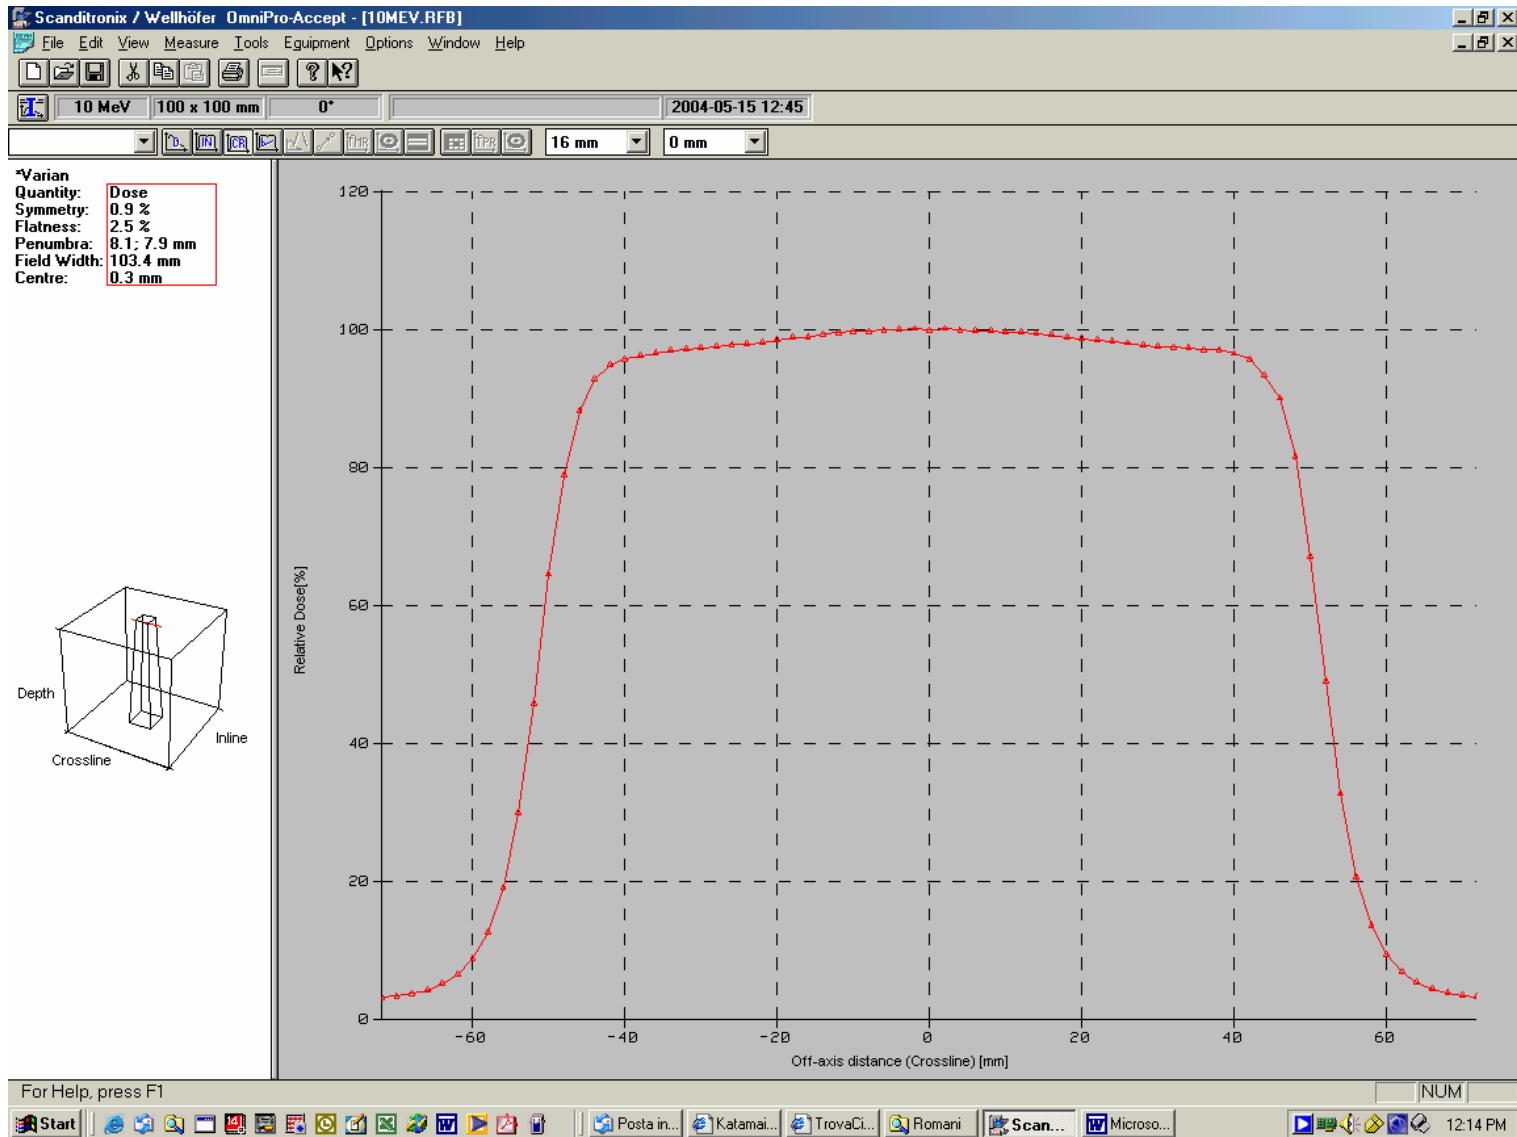 Scanditronix / Wellhöfer OmniPro-Accept - [10MEV.RFB]
File Edit View Measure Tools Equipment Options Window Help
10 MeV 100 x 100 mm 0° 2004-05-15 12:45
16 mm 0 mm
*Varian
Quantity: Dose
Symmetry: 0.9 %
Flatness: 2.5 %
Penumbra: 8.1; 7.9 mm
Field Width: 103.4 mm
Centre: 0.3 mm
Depth
Crossline
Inline
120
100
80
60
40
20
0
Relative Dose[%]
-60 -40 -20 0 20 40 60
Off-axis distance (Crossline) [mm]
For Help, press F1 NUM
Start Posta in... Katamai... TrovaCi... Romani Scan... Microso... 12:14 PM